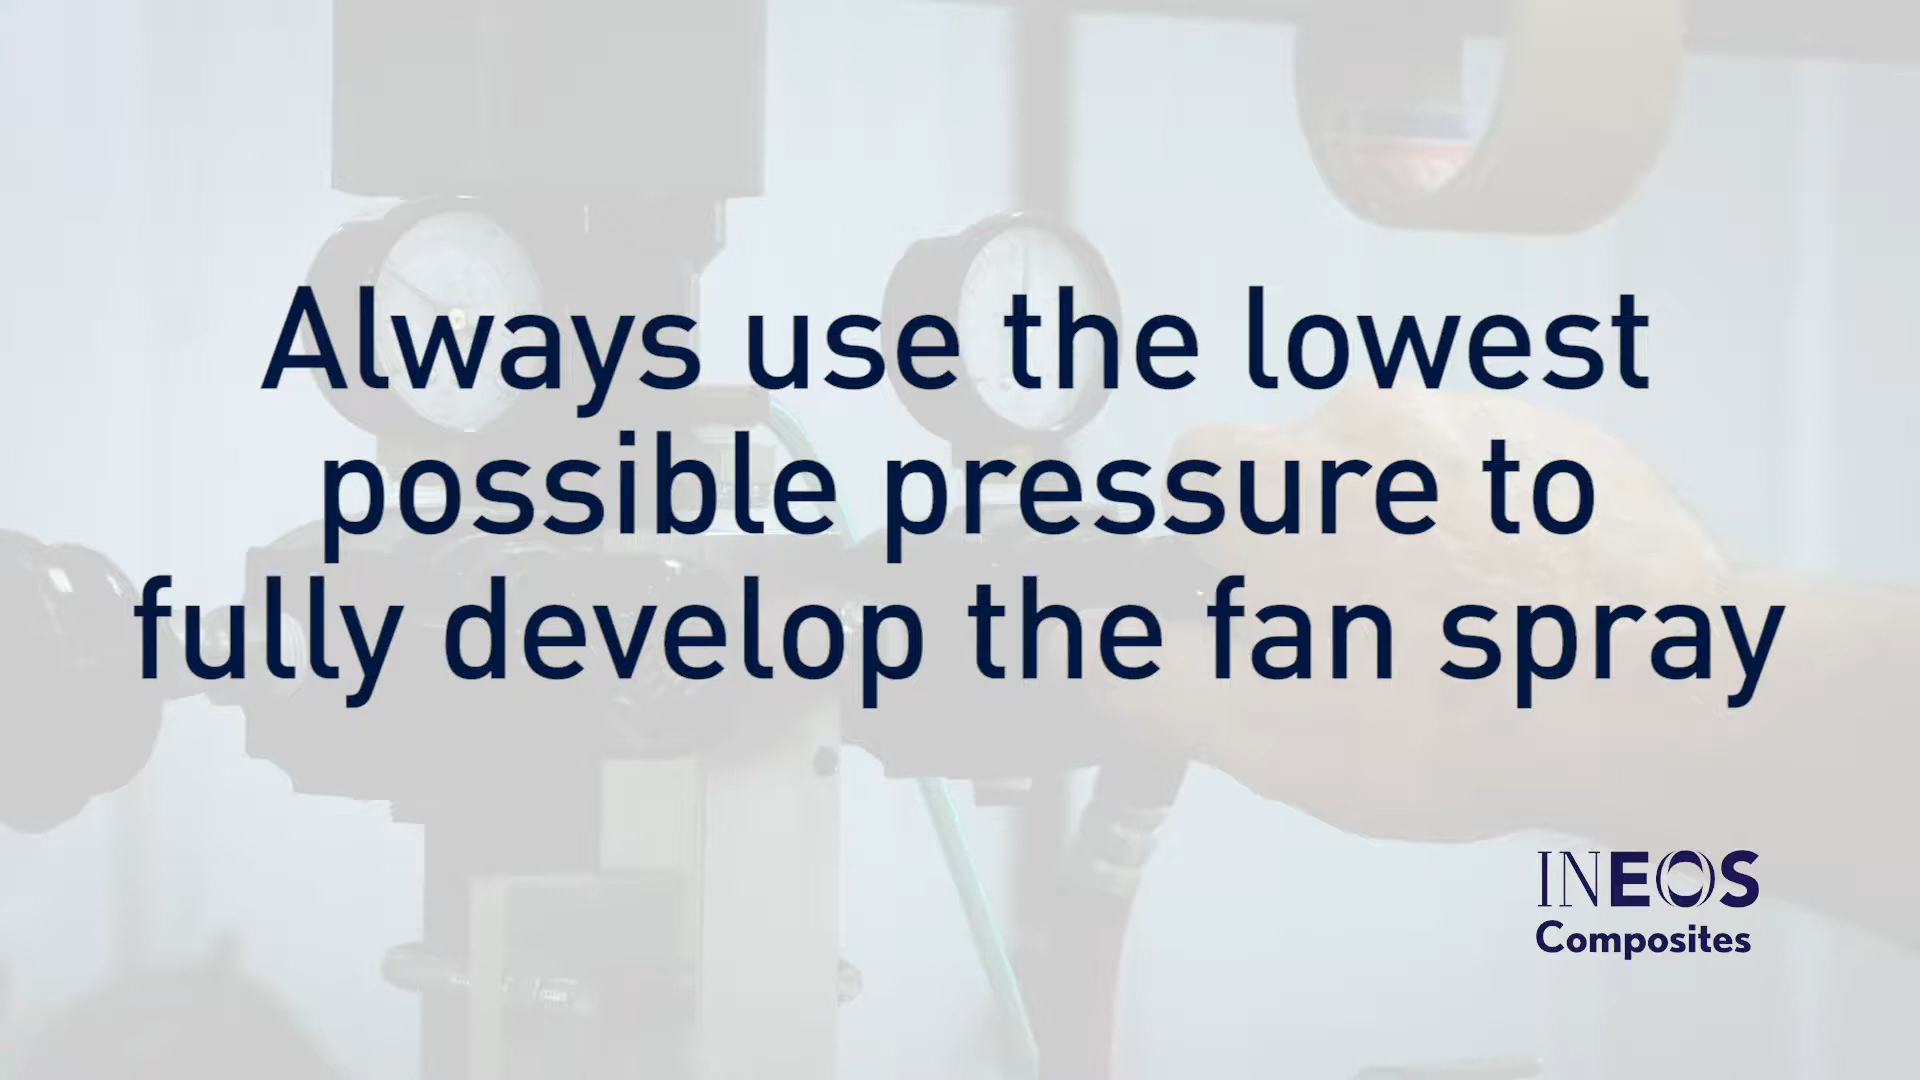 Always use the lowest
possible pressure to
fully develop the fan spray
INEOS
Composites